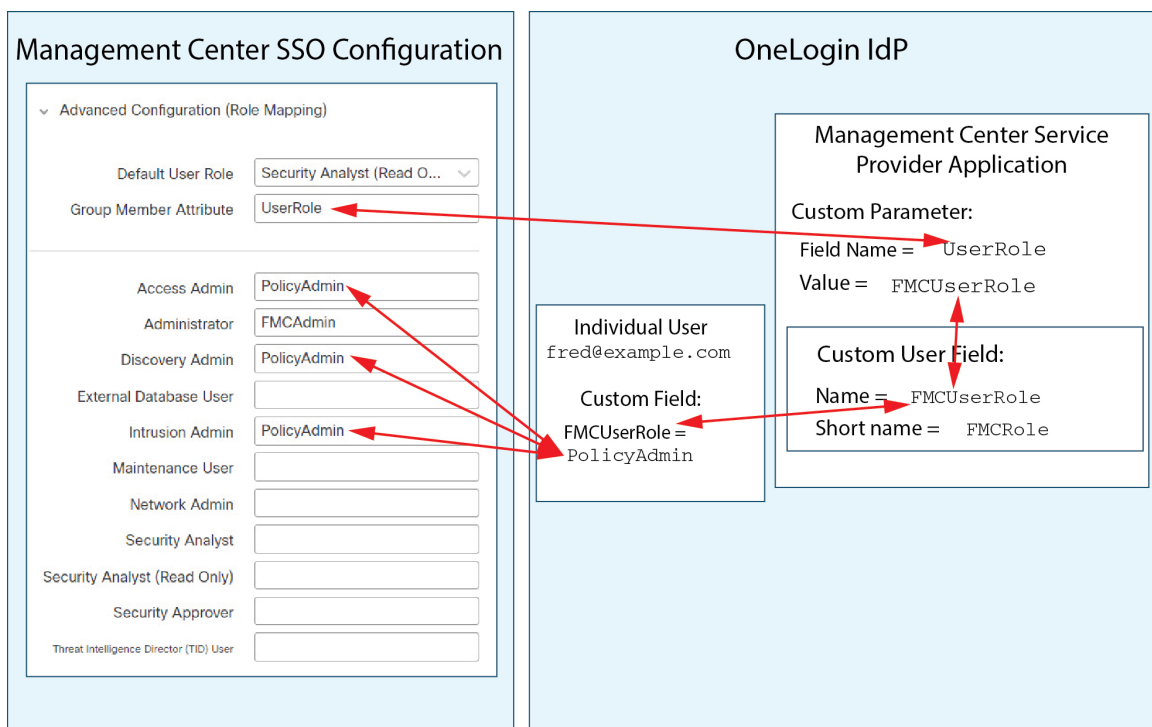 Management Center SSO Configuration
Advanced Configuration (Role Mapping)
Default User Role Security Analyst (Read O...
Group Member Attribute UserRole
Access Admin PolicyAdmin
Administrator FMCAdmin
Discovery Admin PolicyAdmin
External Database User
Intrusion Admin PolicyAdmin
Maintenance User
Network Admin
Security Analyst
Security Analyst (Read Only)
Security Approver
Threat Intelligence Director (TID) User
OneLogin IdP
Individual User
fred@example.com
Custom Field:
FMCUserRole =
PolicyAdmin
Management Center Service
Provider Application
Custom Parameter:
Field Name = UserRole
Value = FMCUserRole
Custom User Field:
Name = FMCUserRole
Short name = FMCRole